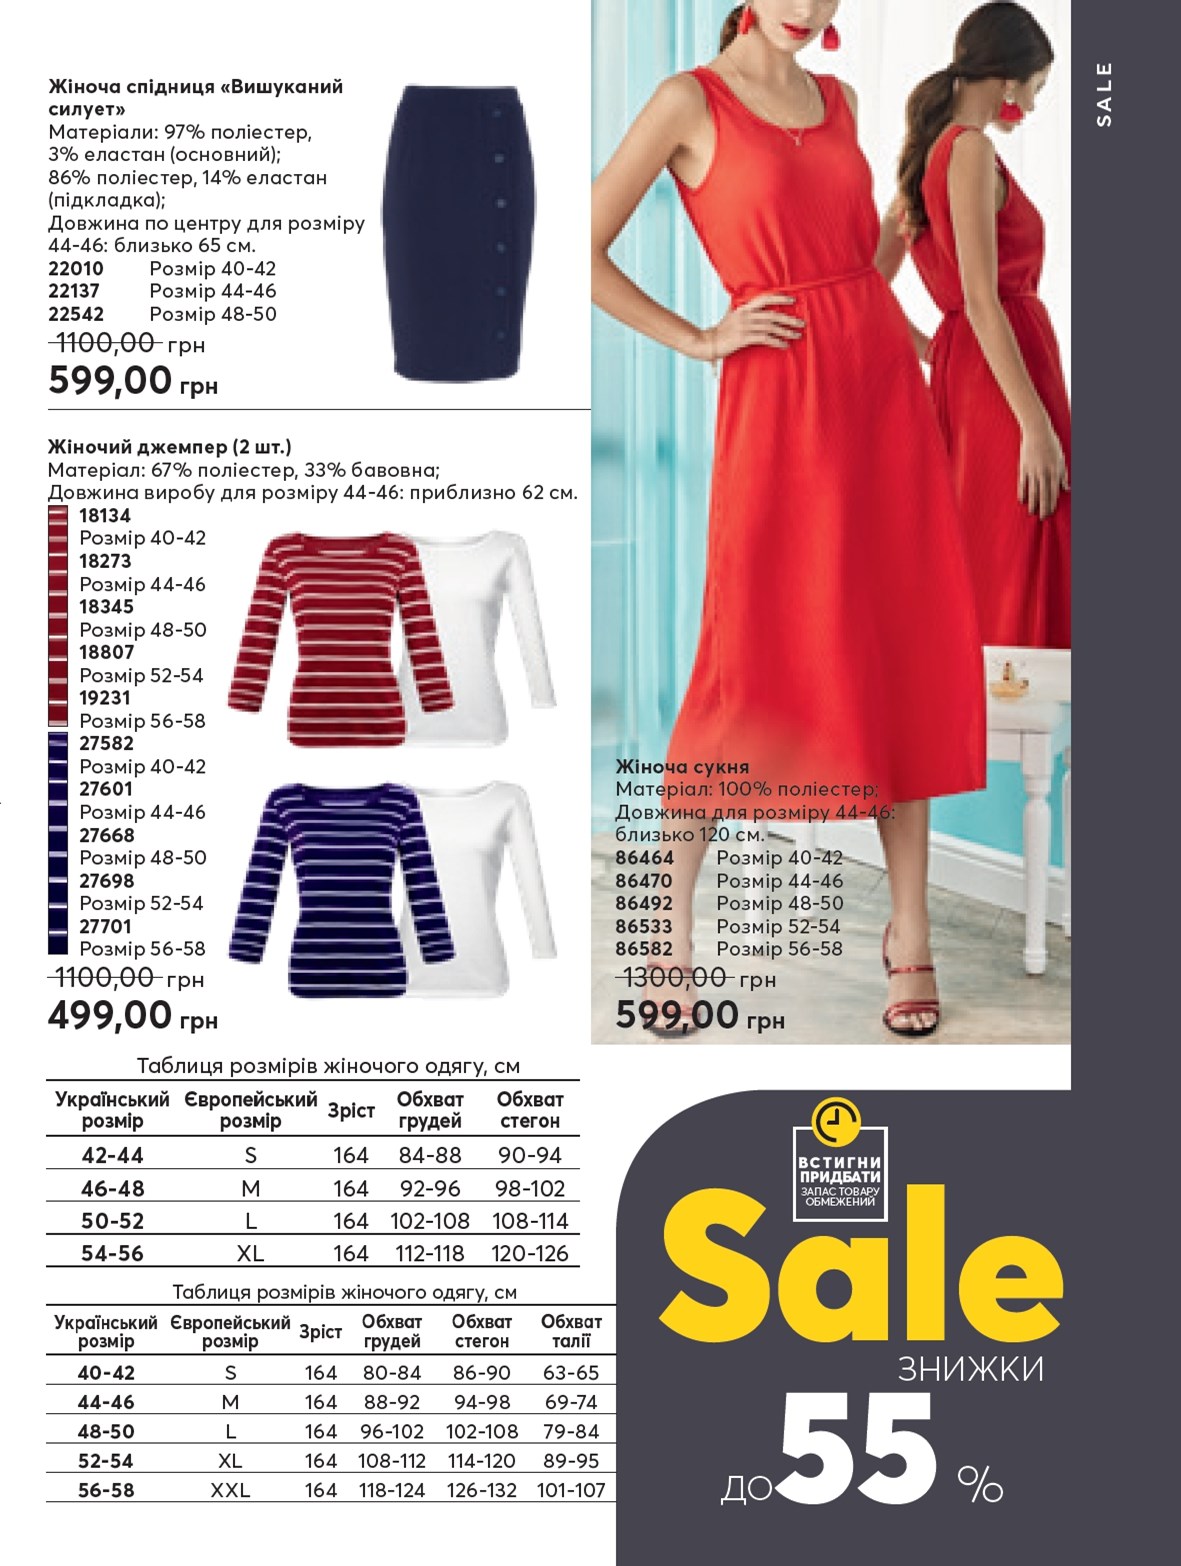 SALE
Жіноча спідниця «Вишуканий
силует»
Матеріали: 97% поліестер,
3% еластан (основний);
86% поліестер, 14% еластан
(підкладка);
Довжина по центру для розміру
44-46: близько 65 см.
22010 Розмір 40-42
22137 Розмір 44-46
22542 Розмір 48-50
1100,00 грн
599,00 грн
Жіночий джемпер (2 шт.)
Матеріал: 67% поліестер, 33% бавовна;
Довжина виробу для розміру 44-46: приблизно 62 см.
18134
Розмір 40-42
18273
Розмір 44-46
18345
Розмір 48-50
18807
Розмір 52-54
19231
Розмір 56-58
27582
Розмір 40-42
27601
Розмір 44-46
27668
Розмір 48-50
27698
Розмір 52-54
27701
Розмір 56-58
1100,00 грн
499,00 грн
Жіноча сукня
Матеріал: 100% поліестер;
Довжина для розміру 44-46:
близько 120 см.
86464 Розмір 40-42
86470 Розмір 44-46
86492 Розмір 48-50
86533 Розмір 52-54
86582 Розмір 56-58
1300,00 грн
599,00 грн
Таблиця розмірів жіночого одягу, см
Український розмір Європейський розмір Зріст Обхват грудей Обхват стегон
42-44 S 164 84-88 90-94
46-48 M 164 92-96 98-102
50-52 L 164 102-108 108-114
54-56 XL 164 112-118 120-126
Таблиця розмірів жіночого одягу, см
Український розмір Європейський розмір Зріст Обхват грудей Обхват стегон Обхват талії
40-42 S 164 80-84 86-90 63-65
44-46 M 164 88-92 94-98 69-74
48-50 L 164 96-102 102-108 79-84
52-54 XL 164 108-112 114-120 89-95
56-58 XXL 164 118-124 126-132 101-107
ВСТИГНИ
ПРИДБАТИ
ЗАПАС ТОВАРУ
ОБМЕЖЕНИЙ
Sale
ЗНИЖКИ
ДО 55 %